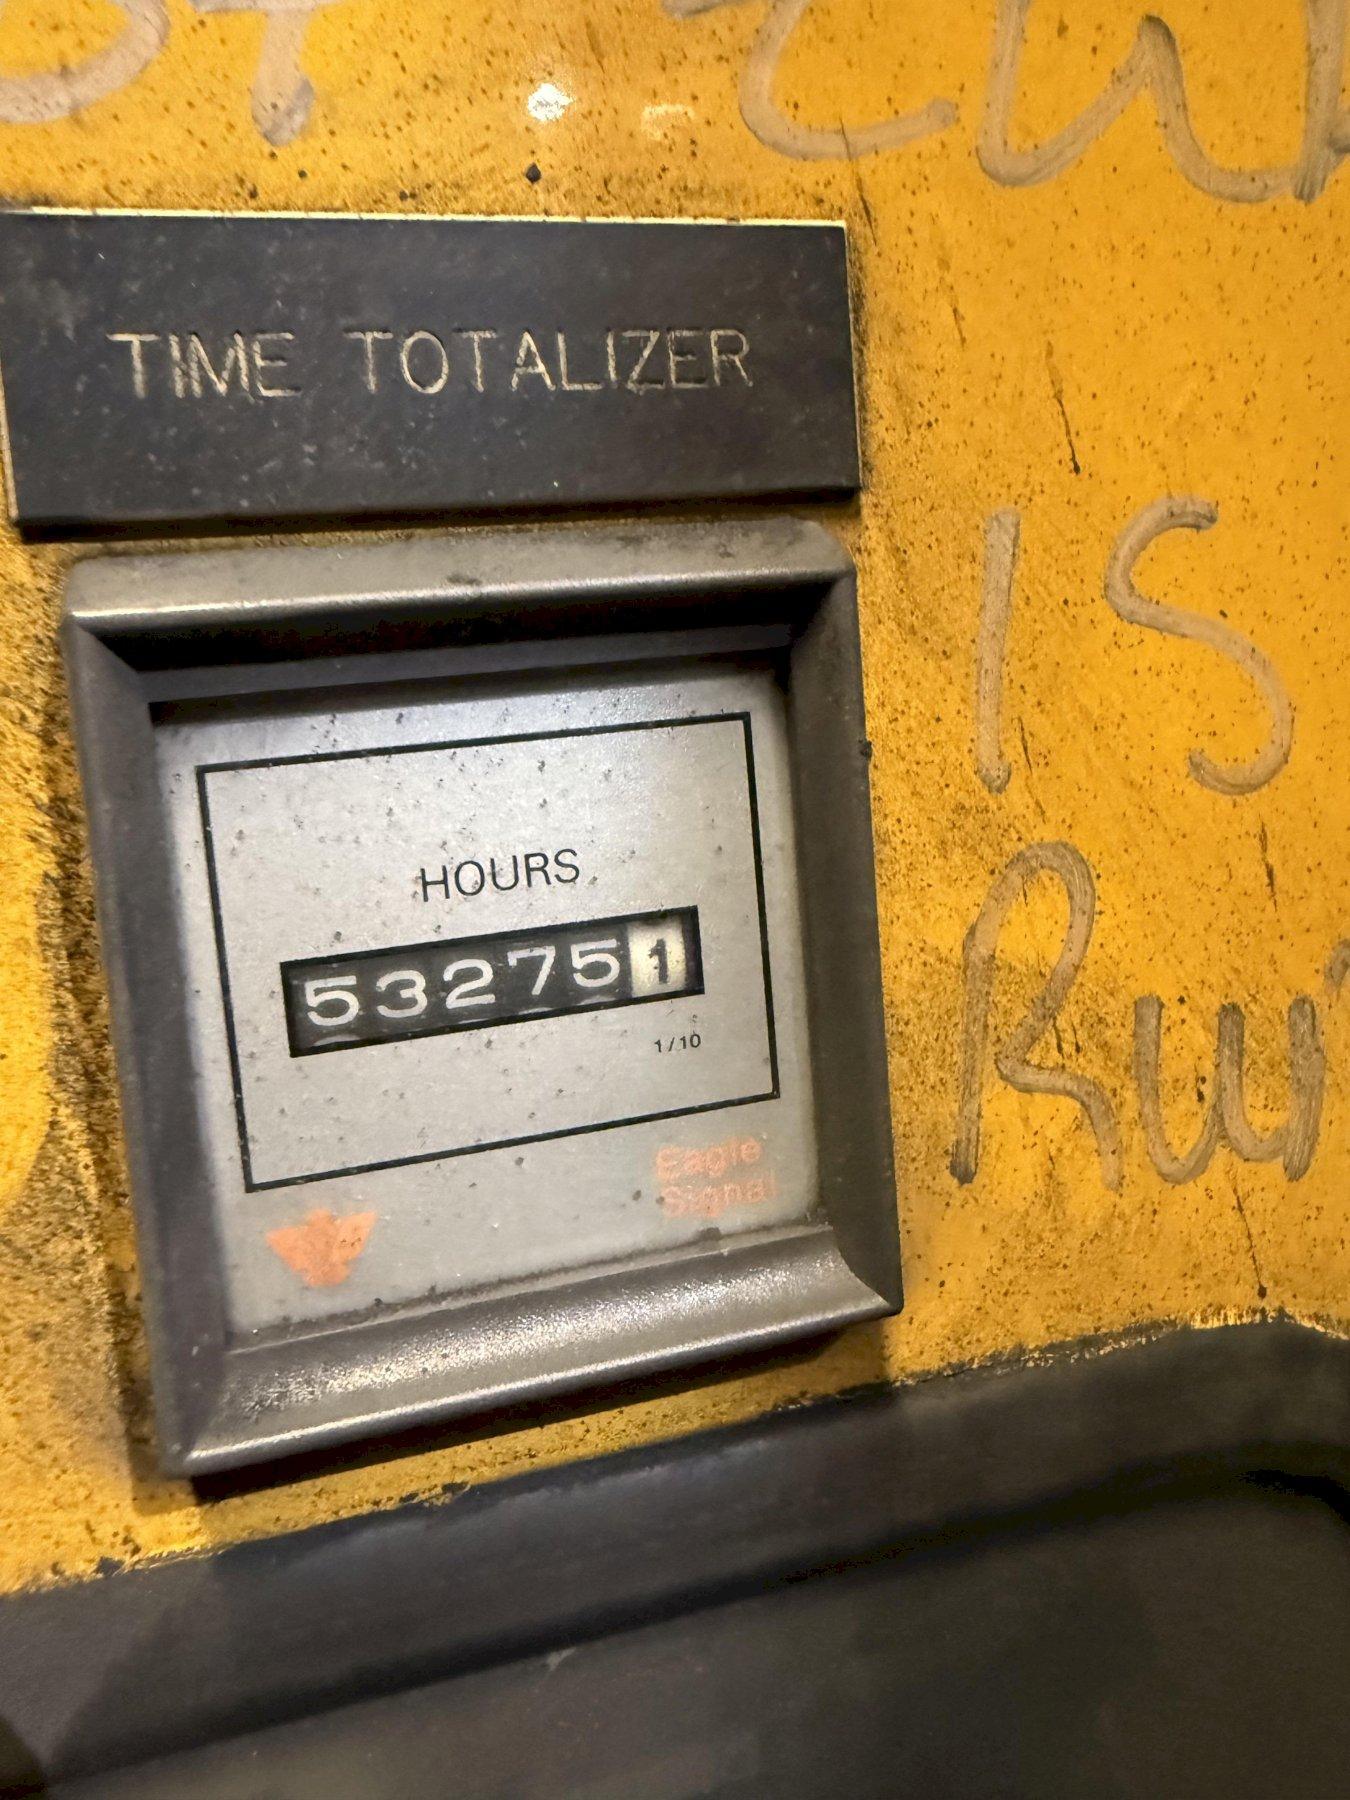 TIME TOTALIZER
IS
HOURS
532751
1/10
Eagle
Signal